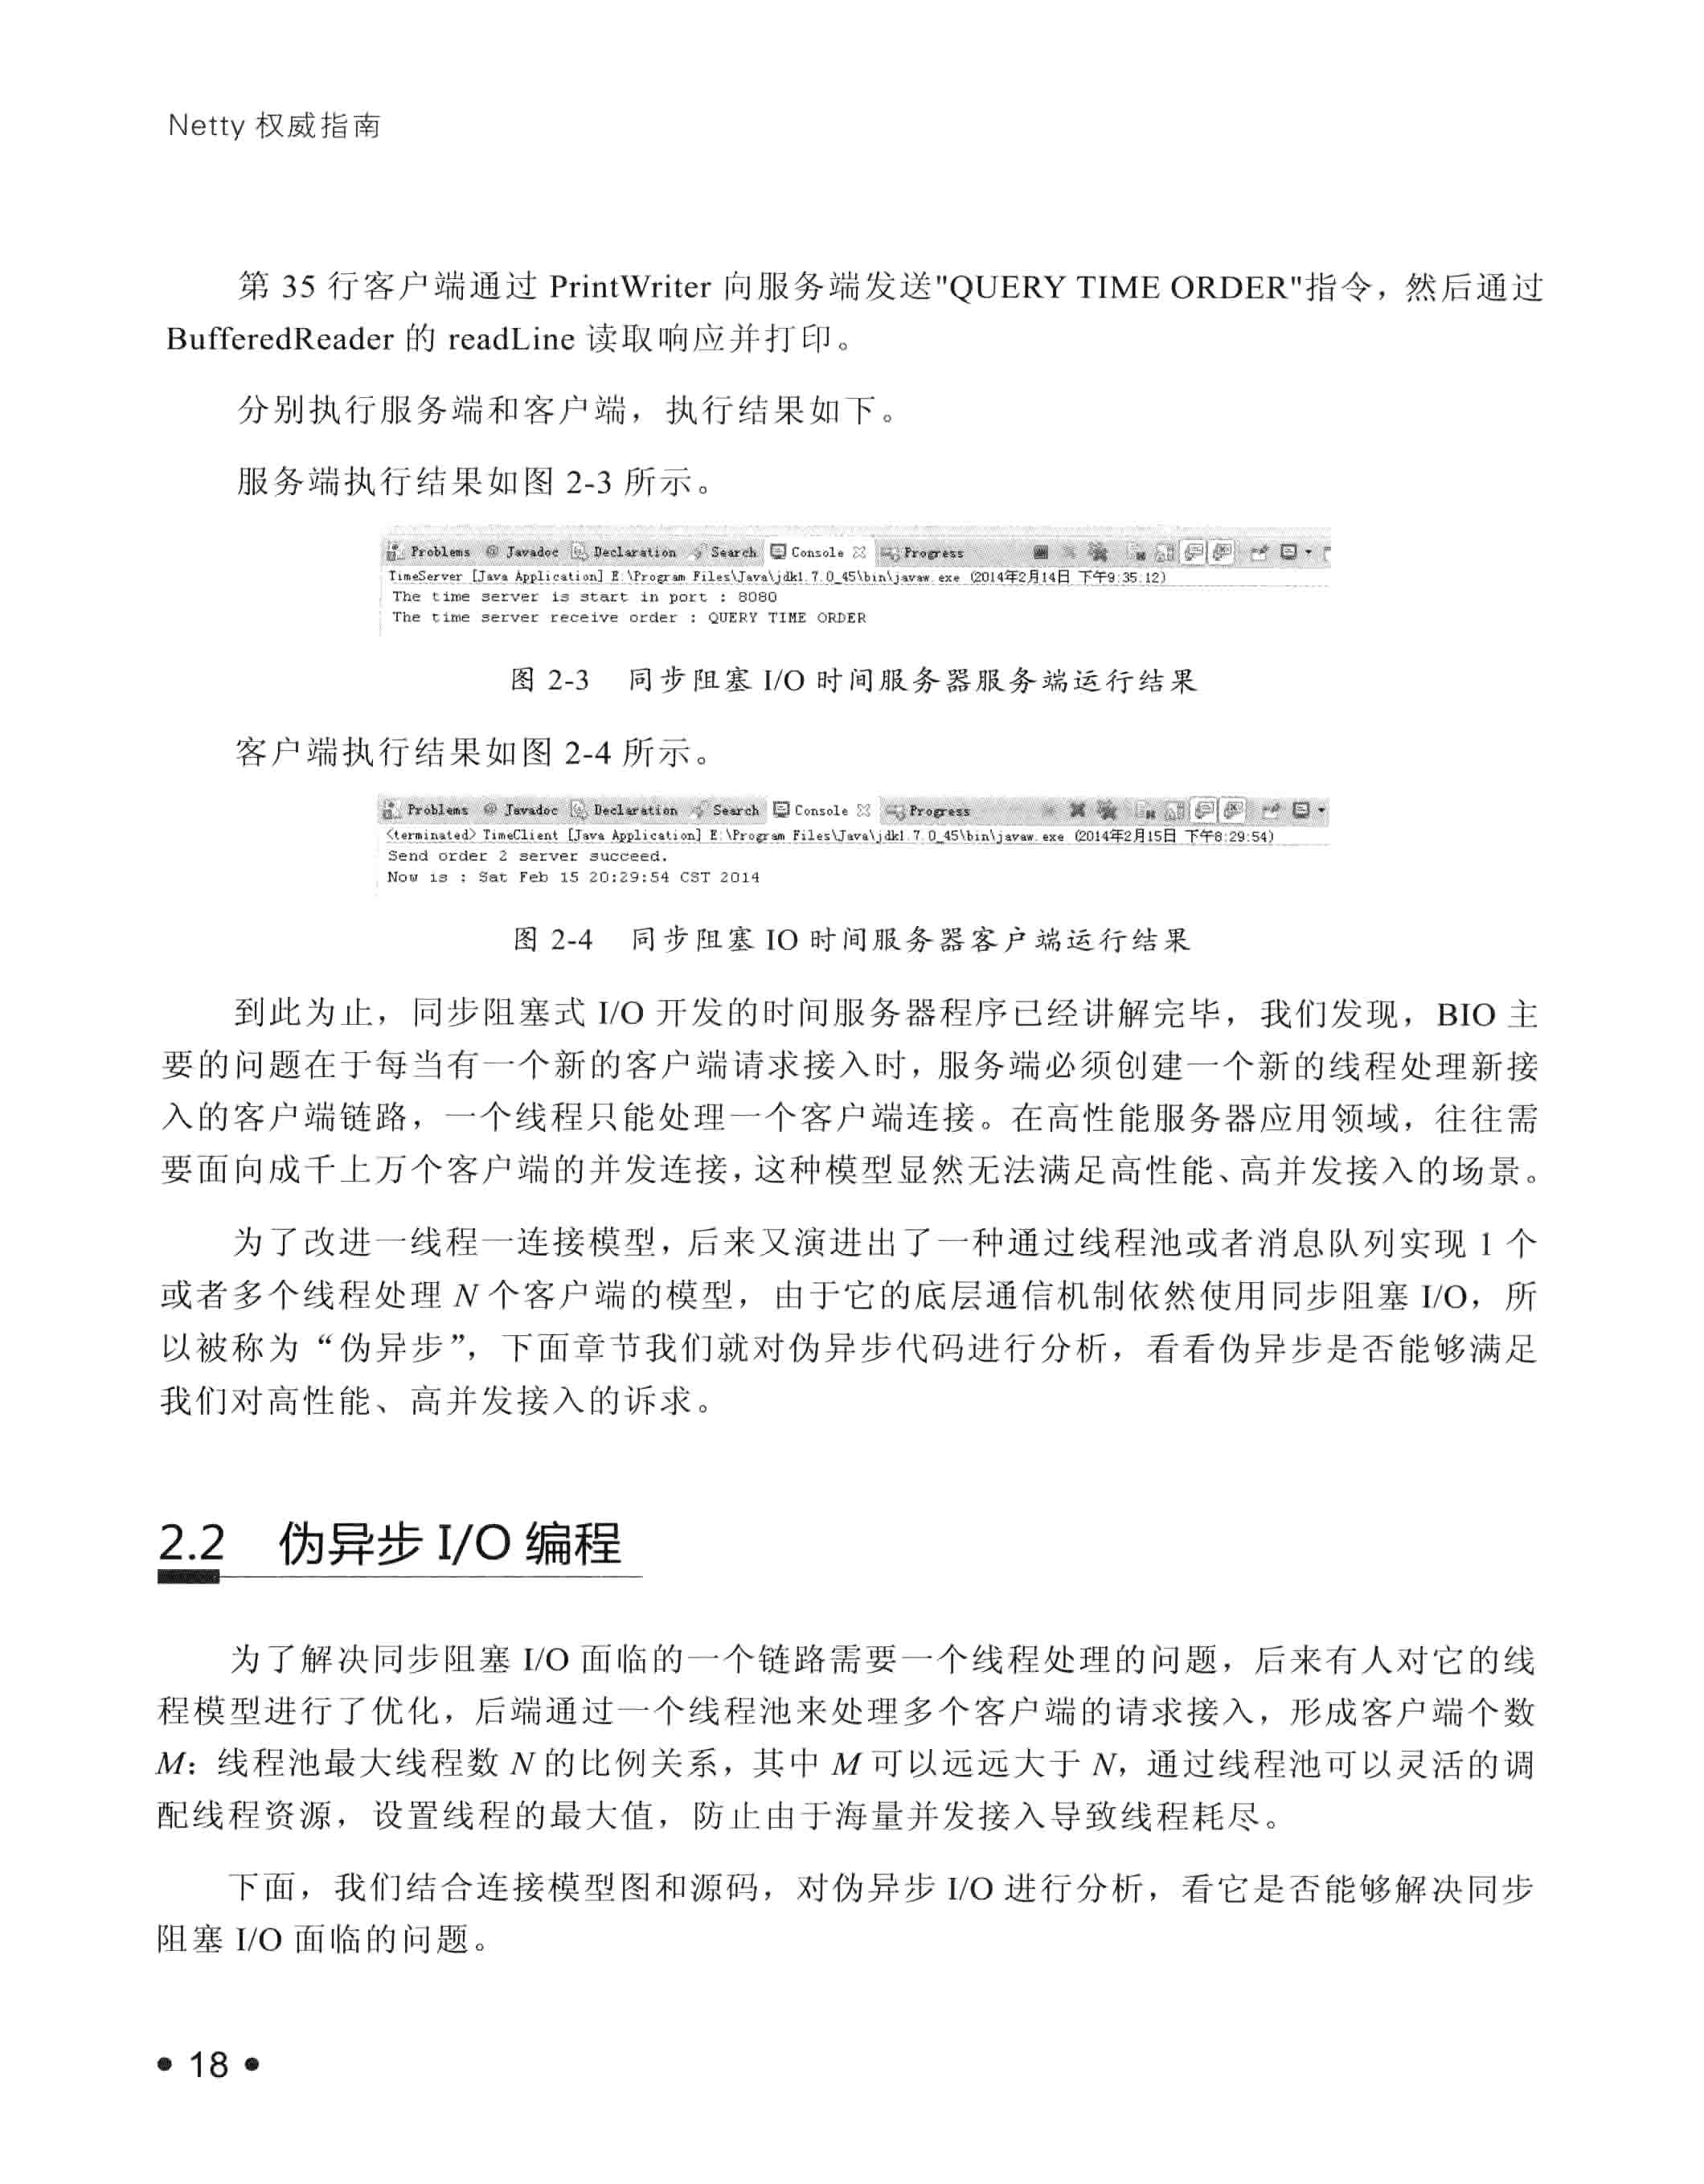 Netty 权威指南
第 35 行客户端通过 PrintWriter 向服务端发送"QUERY TIME ORDER"指令，然后通过
BufferedReader 的 readLine 读取响应并打印。
分别执行服务端和客户端，执行结果如下。
服务端执行结果如图 2-3 所示。
Problems @ Javadoc Declaration Search Console Progress
TimeServer [Java Application] E:\Program Files\Java\jdk1.7.0_45\bin\javaw.exe (2014年2月14日 下午9:35:12)
The time server is start in port : 8080
The time server receive order : QUERY TIME ORDER
图 2-3 同步阻塞 I/O 时间服务器服务端运行结果
客户端执行结果如图 2-4 所示。
Problems @ Javadoc Declaration Search Console Progress
<terminated> TimeClient [Java Application] E:\Program Files\Java\jdk1.7.0_45\bin\javaw.exe (2014年2月15日 下午8:29:54)
Send order 2 server succeed.
Now is : Sat Feb 15 20:29:54 CST 2014
图 2-4 同步阻塞 IO 时间服务器客户端运行结果
到此为止，同步阻塞式 I/O 开发的时间服务器程序已经讲解完毕，我们发现，BIO 主
要的问题在于每当有一个新的客户端请求接入时，服务端必须创建一个新的线程处理新接
入的客户端链路，一个线程只能处理一个客户端连接。在高性能服务器应用领域，往往需
要面向成千上万个客户端的并发连接，这种模型显然无法满足高性能、高并发接入的场景。
为了改进一线程一连接模型，后来又演进出了一种通过线程池或者消息队列实现 1 个
或者多个线程处理 N 个客户端的模型，由于它的底层通信机制依然使用同步阻塞 I/O，所
以被称为“伪异步”，下面章节我们就对伪异步代码进行分析，看看伪异步是否能够满足
我们对高性能、高并发接入的诉求。
2.2 伪异步 I/O 编程
为了解决同步阻塞 I/O 面临的一个链路需要一个线程处理的问题，后来有人对它的线
程模型进行了优化，后端通过一个线程池来处理多个客户端的请求接入，形成客户端个数
M：线程池最大线程数 N 的比例关系，其中 M 可以远远大于 N，通过线程池可以灵活的调
配线程资源，设置线程的最大值，防止由于海量并发接入导致线程耗尽。
下面，我们结合连接模型图和源码，对伪异步 I/O 进行分析，看它是否能够解决同步
阻塞 I/O 面临的问题。
• 18 •